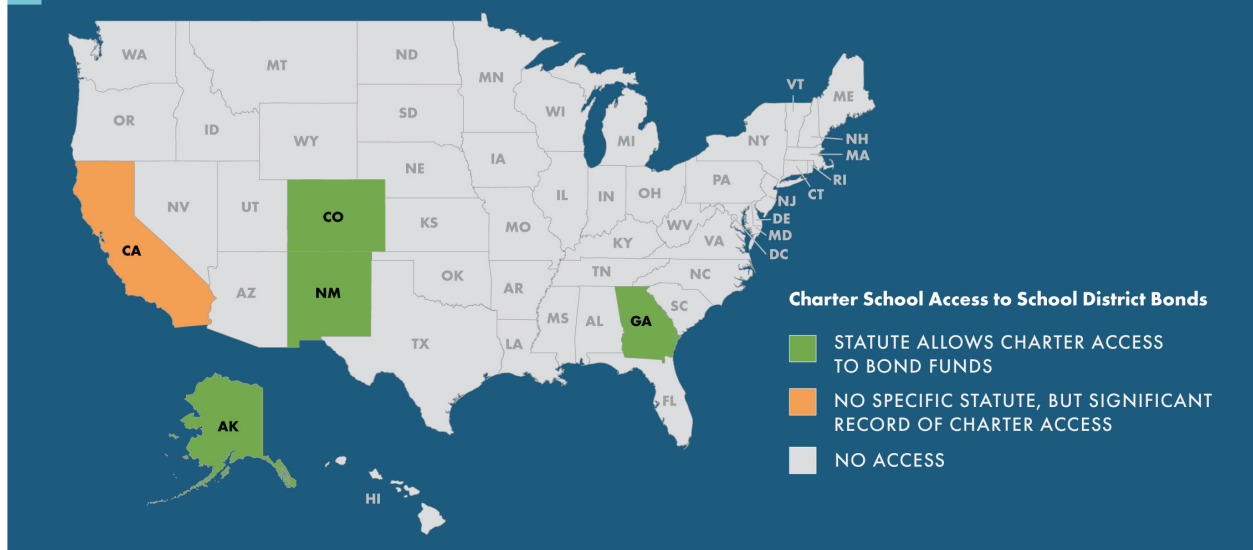 WA
MT
ND
MN
VT
ME
OR
ID
SD
WI
MI
NY
NH
WY
MA
IA
NE
PA
RI
CT
NV
UT
CO
IL
IN
OH
NJ
DE
CA
KS
MO
WV
MD
KY
VA
DC
TN
NC
OK
AZ
NM
AR
SC
Charter School Access to School District Bonds
MS
AL
GA
TX
LA
STATUTE ALLOWS CHARTER ACCESS
TO BOND FUNDS
FL
NO SPECIFIC STATUTE, BUT SIGNIFICANT
RECORD OF CHARTER ACCESS
AK
NO ACCESS
HI